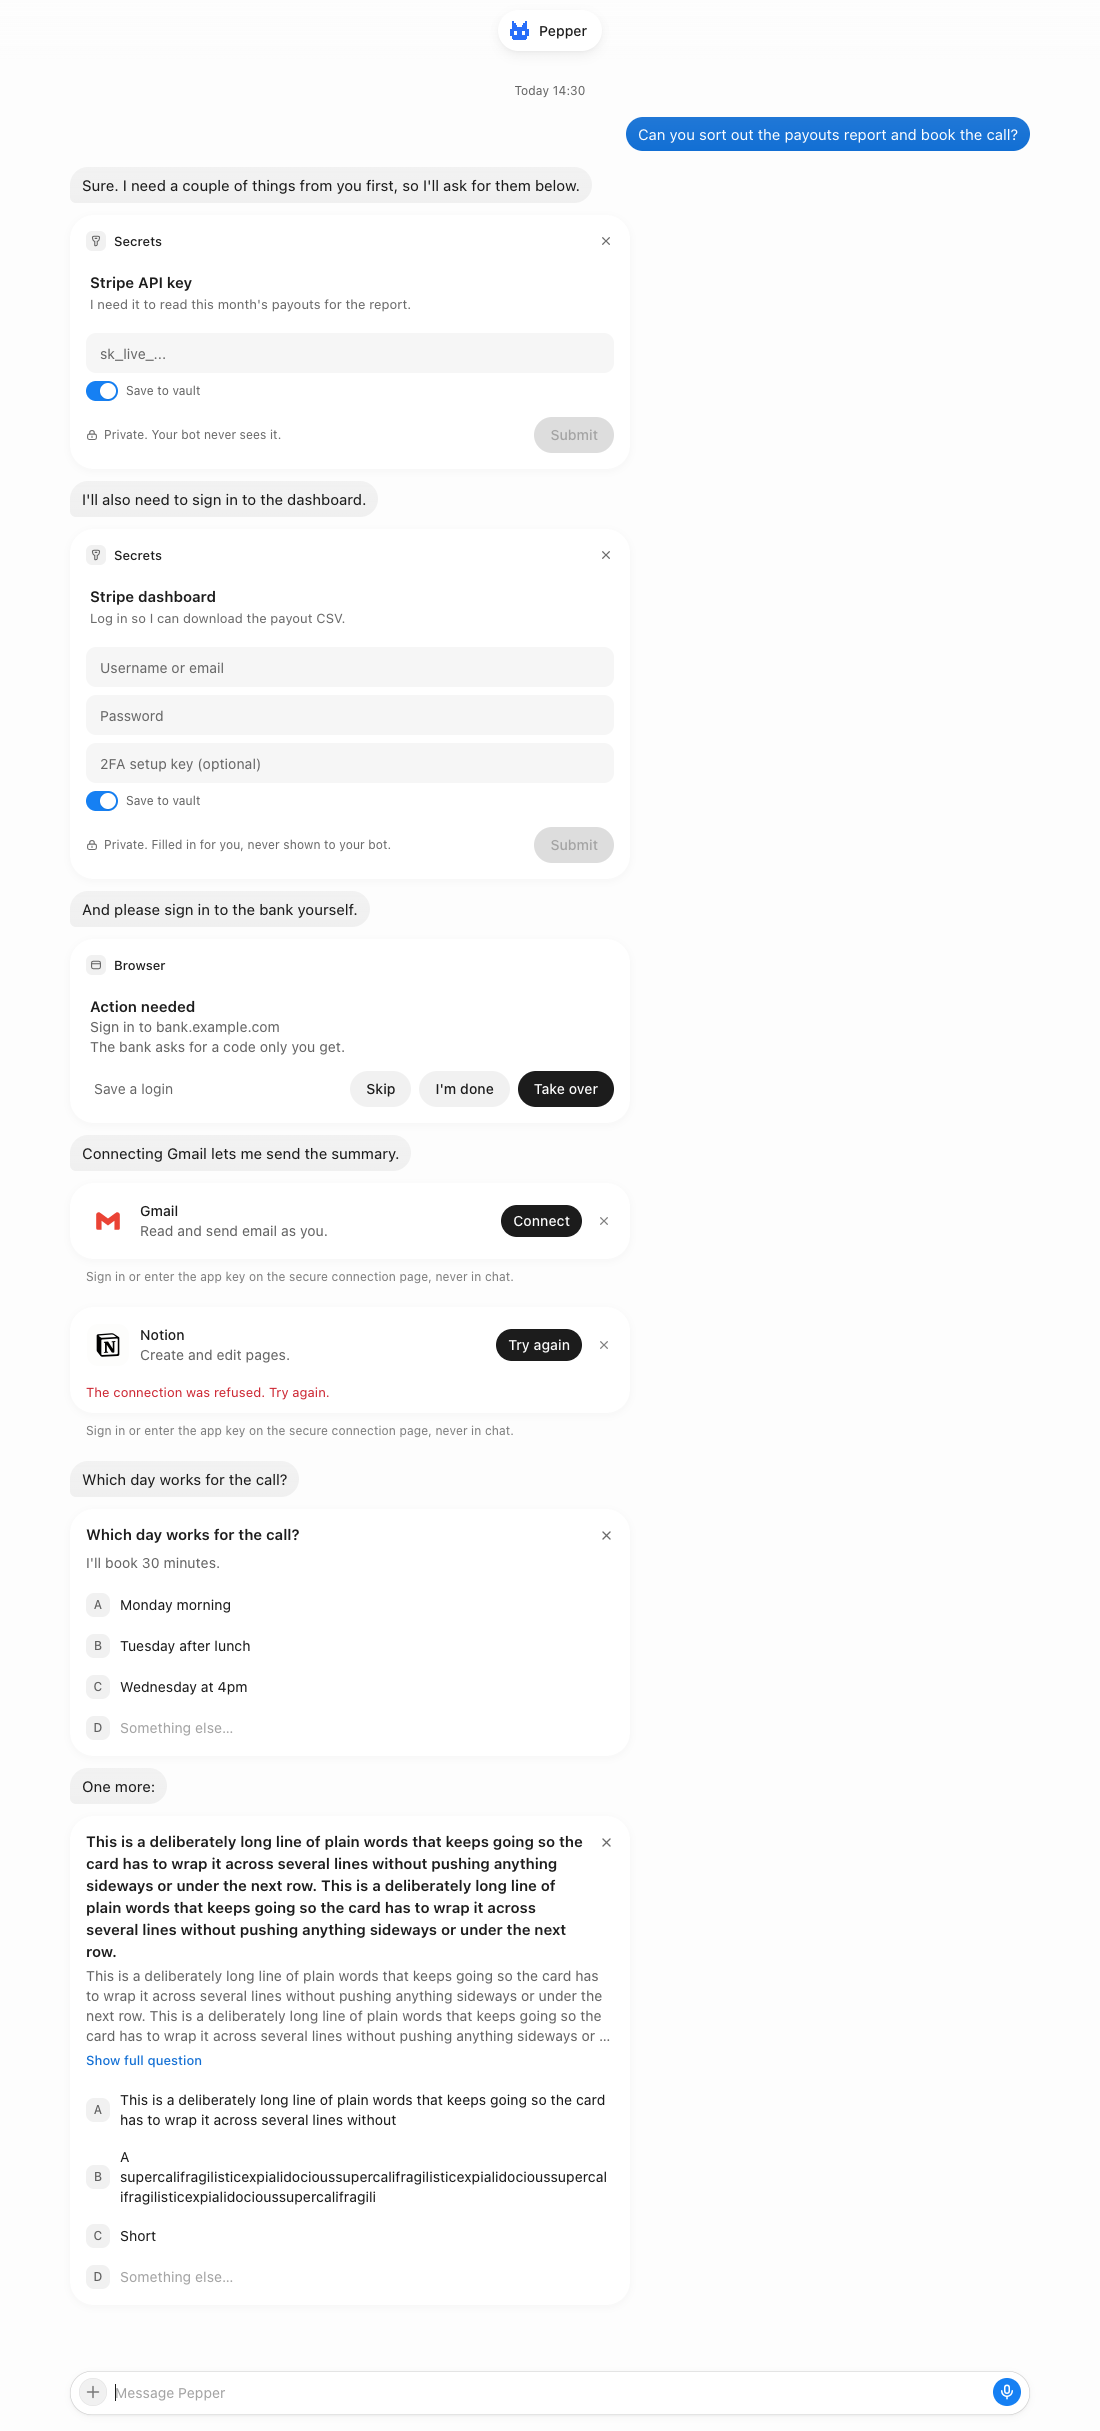 Pepper
Today 14:30
Can you sort out the payouts report and book the call?
Sure. I need a couple of things from you first, so I'll ask for them below.
Secrets
Stripe API key
I need it to read this month's payouts for the report.
sk_live_...
Save to vault
Private. Your bot never sees it.
Submit
I'll also need to sign in to the dashboard.
Secrets
Stripe dashboard
Log in so I can download the payout CSV.
Username or email
Password
2FA setup key (optional)
Save to vault
Private. Filled in for you, never shown to your bot.
Submit
And please sign in to the bank yourself.
Browser
Action needed
Sign in to bank.example.com
The bank asks for a code only you get.
Save a login
Skip
I'm done
Take over
Connecting Gmail lets me send the summary.
Gmail
Read and send email as you.
Connect
Sign in or enter the app key on the secure connection page, never in chat.
Notion
Create and edit pages.
Try again
The connection was refused. Try again.
Sign in or enter the app key on the secure connection page, never in chat.
Which day works for the call?
Which day works for the call?
I'll book 30 minutes.
A Monday morning
B Tuesday after lunch
C Wednesday at 4pm
D Something else...
One more:
This is a deliberately long line of plain words that keeps going so the
card has to wrap it across several lines without pushing anything
sideways or under the next row. This is a deliberately long line of
plain words that keeps going so the card has to wrap it across
several lines without pushing anything sideways or under the next
row.
This is a deliberately long line of plain words that keeps going so the card has
to wrap it across several lines without pushing anything sideways or under the
next row. This is a deliberately long line of plain words that keeps going so the
card has to wrap it across several lines without pushing anything sideways or ...
Show full question
A This is a deliberately long line of plain words that keeps going so the card
has to wrap it across several lines without
B A
supercalifragilisticexpialidocioussupercalifragilisticexpialidocioussupercal
ifragilisticexpialidocioussupercalifragili
C Short
D Something else...
Message Pepper